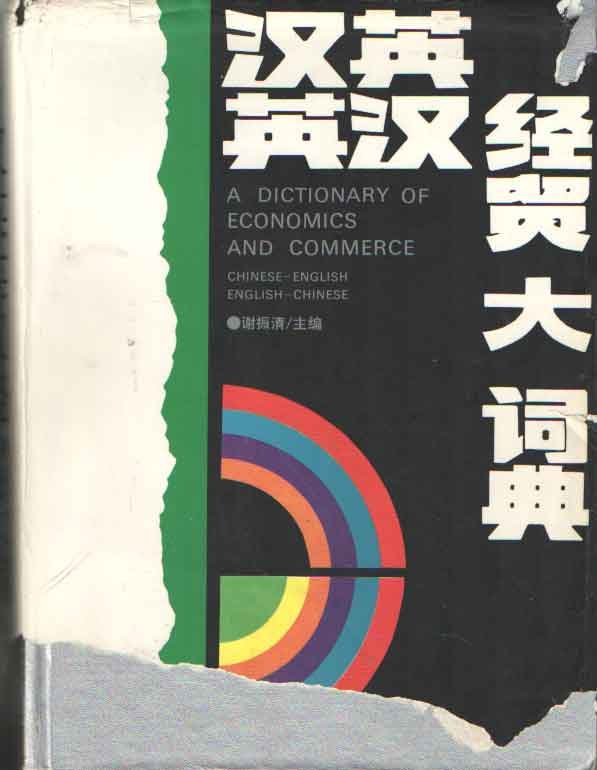 汉英
英汉
经贸大词典
A DICTIONARY OF
ECONOMICS
AND COMMERCE
CHINESE-ENGLISH
ENGLISH-CHINESE
●谢振清/主编